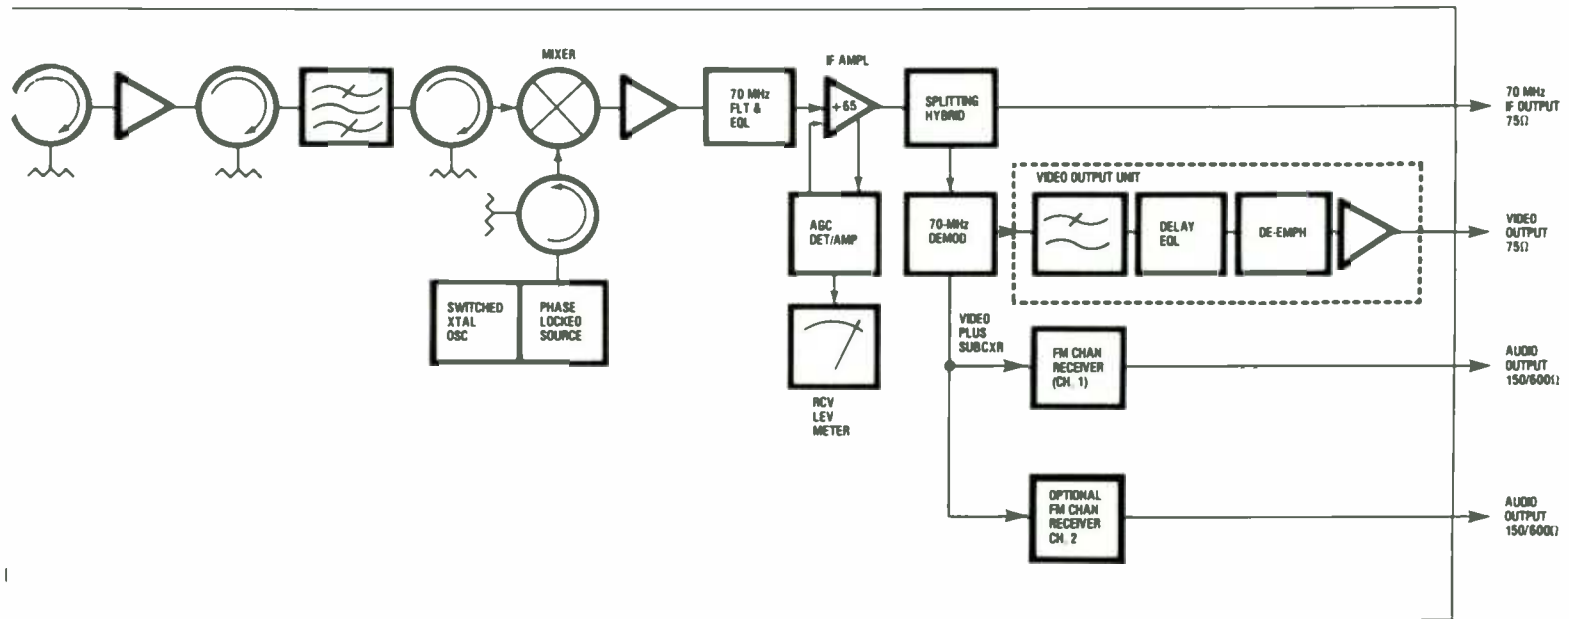 MIXER
IF AMPL
70 MHz
FLT &
EQL
+65
SPLITTING
HYBRID
70 MHz
IF OUTPUT
75Ω
VIDEO OUTPUT UNIT
AGC
DET/AMP
70-MHz
DEMOD
DELAY
EQL
DE-EMPH
VIDEO
OUTPUT
75Ω
SWITCHED
XTAL
OSC
PHASE
LOCKED
SOURCE
VIDEO
PLUS
SUBCXR
FM CHAN
RECEIVER
(CH. 1)
AUDIO
OUTPUT
150/600Ω
RCV
LEV
METER
OPTIONAL
FM CHAN
RECEIVER
CH. 2
AUDIO
OUTPUT
150/600Ω